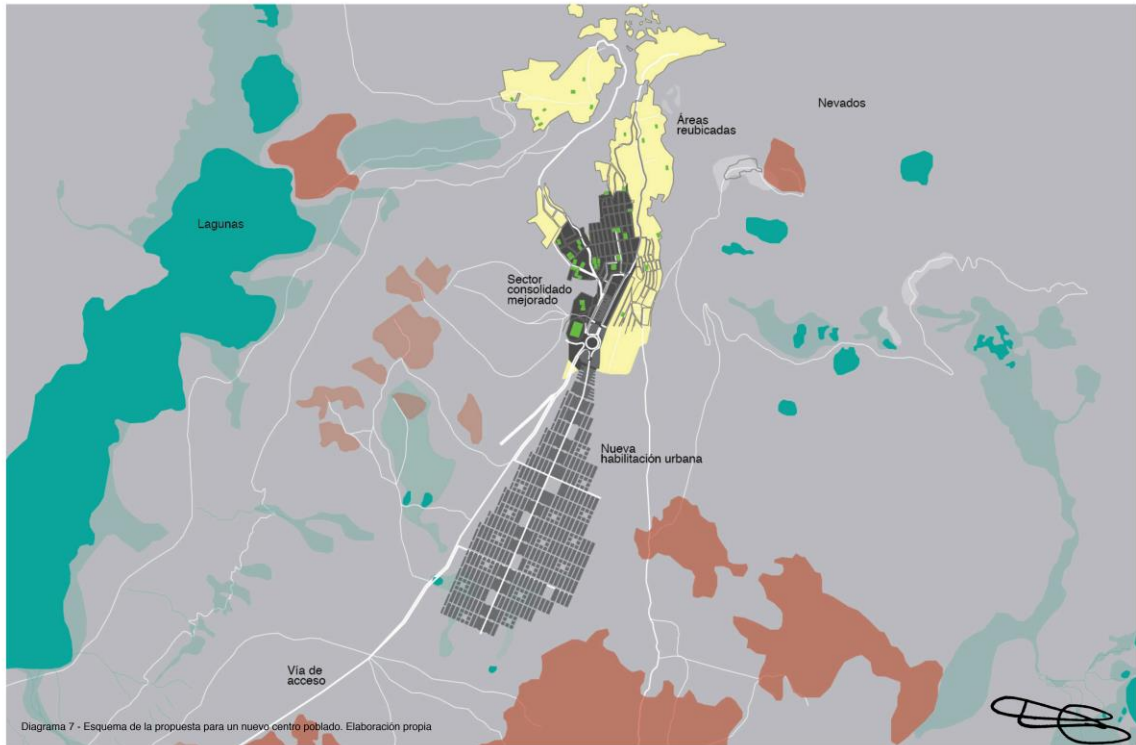 Nevados
Áreas
reubicadas
Lagunas
Sector
consolidado
mejorado
Nueva
habilitación urbana
Vía de
acceso
Diagrama 7 - Esquema de la propuesta para un nuevo centro poblado. Elaboración propia